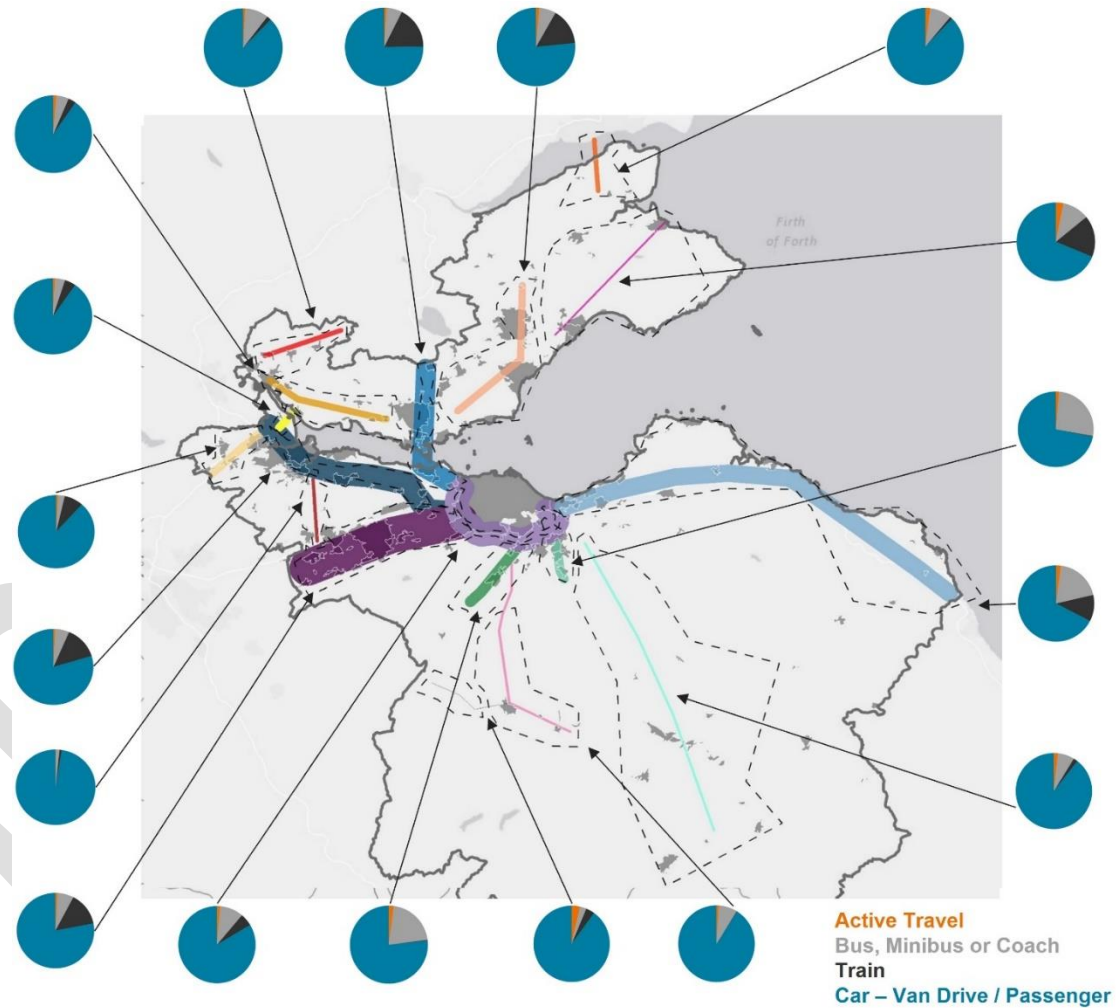 Firth
of Forth
Active Travel
Bus, Minibus or Coach
Train
Car – Van Drive / Passenger